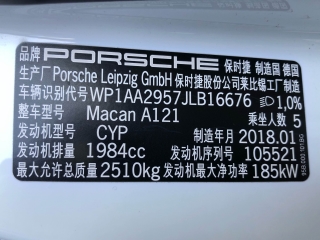 品牌 PORSCHE 保时捷 制造国 德国
生产厂 Porsche Leipzig GmbH 保时捷股份公司莱比锡工厂制造
车辆识别代号 WP1AA2957JLB16676 1,0%
整车型号 Macan A121 乘坐人数 5
发动机型号 CYP 制造年月 2018.01
发动机排量 1984cc 发动机号 105521
最大允许总质量 2510kg 发动机最大净功率 185kW